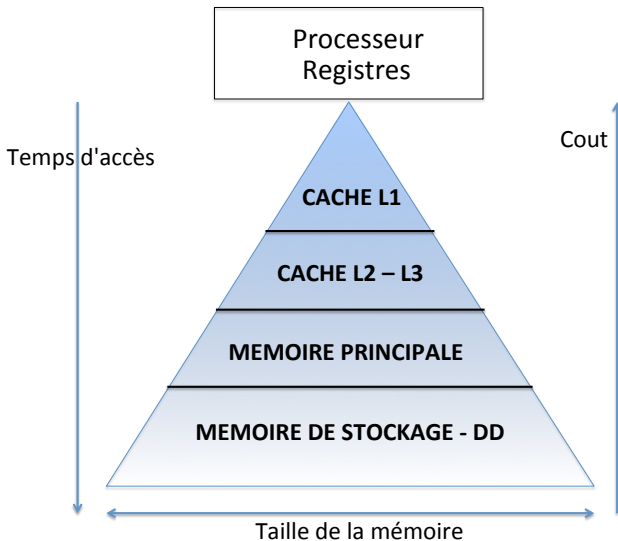 Processeur
Registres
Temps d'accès
Cout
CACHE L1
CACHE L2 – L3
MEMOIRE PRINCIPALE
MEMOIRE DE STOCKAGE - DD
Taille de la mémoire